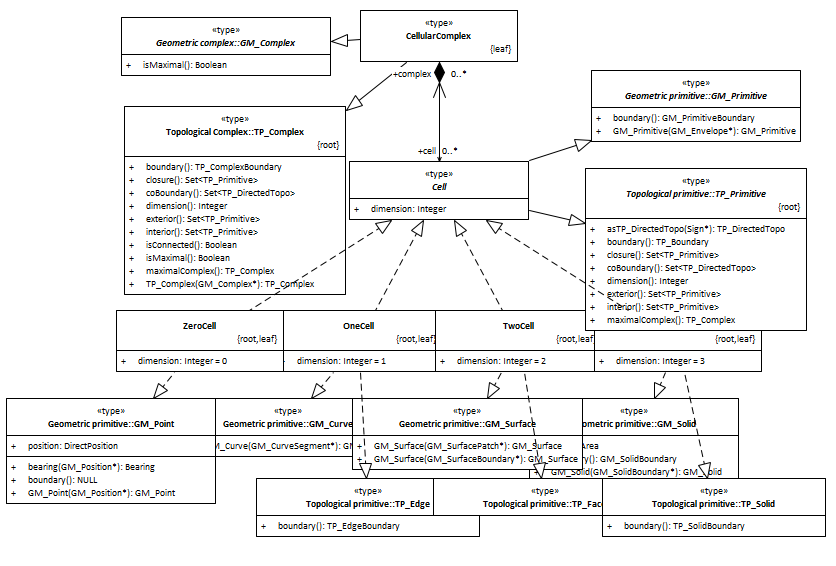 «type»
CellularComplex
{leaf}
«type»
Geometric complex::GM_Complex
+ isMaximal(): Boolean
+complex 0..*
«type»
Geometric primitive::GM_Primitive
+ boundary(): GM_PrimitiveBoundary
+ GM_Primitive(GM_Envelope*): GM_Primitive
«type»
Topological Complex::TP_Complex
{root}
+ boundary(): TP_ComplexBoundary
+ closure(): Set<TP_Primitive>
+ coBoundary(): Set<TP_DirectedTopo>
+ dimension(): Integer
+ exterior(): Set<TP_Primitive>
+ interior(): Set<TP_Primitive>
+ isConnected(): Boolean
+ isMaximal(): Boolean
+ maximalComplex(): TP_Complex
+ TP_Complex(GM_Complex*): TP_Complex
+cell 0..*
«type»
Cell
+ dimension: Integer
«type»
Topological primitive::TP_Primitive
{root}
+ asTP_DirectedTopo(Sign*): TP_DirectedTopo
+ boundary(): TP_Boundary
+ closure(): Set<TP_Primitive>
+ coBoundary(): Set<TP_DirectedTopo>
+ dimension(): Integer
+ exterior(): Set<TP_Primitive>
+ interior(): Set<TP_Primitive>
+ maximalComplex(): TP_Complex
ZeroCell
{root,leaf}
+ dimension: Integer = 0
OneCell
{root,leaf}
dimension: Integer = 1
TwoCell
{root,leaf}
+ dimension: Integer = 2
{root,leaf}
+ dimension: Integer = 3
«type»
Geometric primitive::GM_Point
+ position: DirectPosition
+ bearing(GM_Position*): Bearing
+ boundary(): NULL
+ GM_Point(GM_Position*): GM_Point
«type»
Geometric primitive::GM_Curve
_Curve(GM_CurveSegment*): GM
«type»
Geometric primitive::GM_Surface
+ GM_Surface(GM_SurfacePatch*): GM_Surface
+ GM_Surface(GM_SurfaceBoundary*): GM_Surface
«type»
ometric primitive::GM_Solid
Area
ry(): GM_SolidBoundary
+ GM_Solid(GM_SolidBoundary*): GM_Solid
«type»
Topological primitive::TP_Edge
+ boundary(): TP_EdgeBoundary
«type»
Topological primitive::TP_Fac
«type»
Topological primitive::TP_Solid
+ boundary(): TP_SolidBoundary